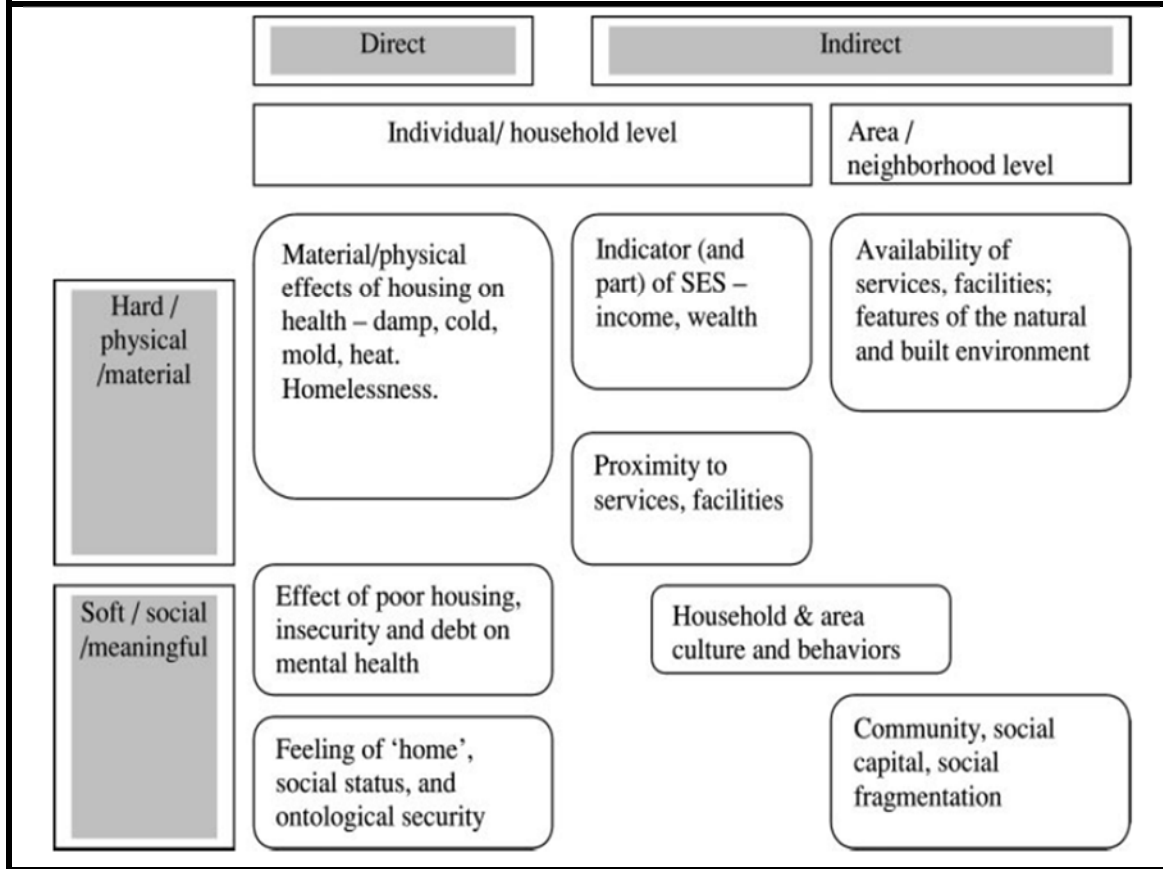 Direct
Indirect
Individual/ household level
Area /
neighborhood level
Hard /
physical
/material
Material/physical
effects of housing on
health – damp, cold,
mold, heat.
Homelessness.
Indicator (and
part) of SES –
income, wealth
Availability of
services, facilities;
features of the natural
and built environment
Proximity to
services, facilities
Soft / social
/meaningful
Effect of poor housing,
insecurity and debt on
mental health
Household & area
culture and behaviors
Feeling of ‘home’,
social status, and
ontological security
Community, social
capital, social
fragmentation